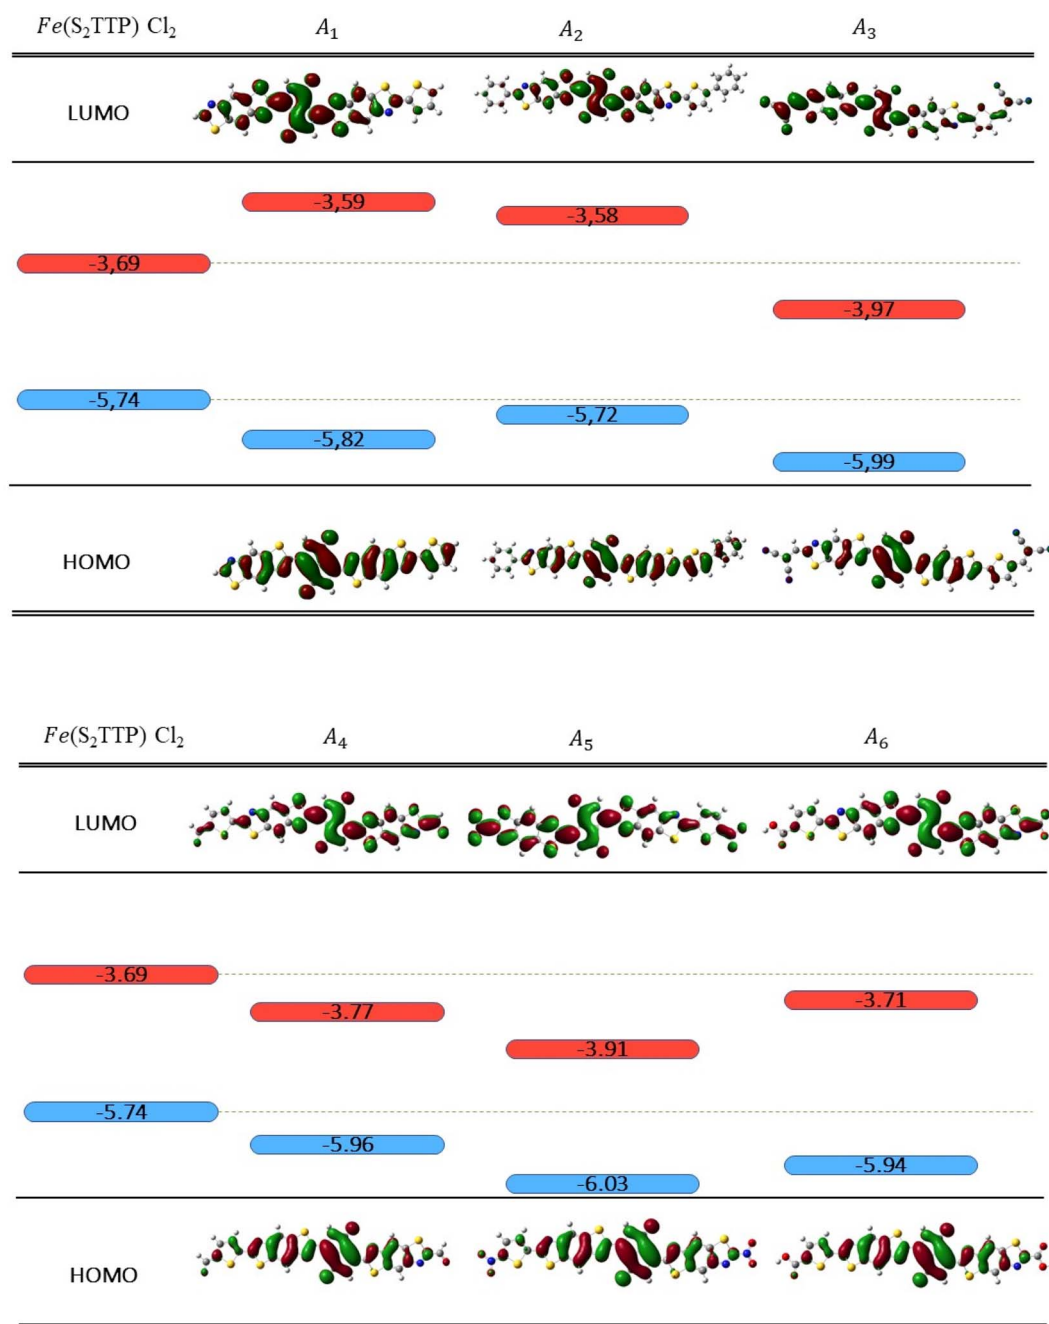 Fe(S₂TTP) Cl₂ A₁ A₂ A₃
LUMO
-3,59
-3,58
-3,69
-3,97
-5,74
-5,72
-5,82
-5,99
HOMO
Fe(S₂TTP) Cl₂ A₄ A₅ A₆
LUMO
-3.69
-3.71
-3.77
-3.91
-5.74
-5.96
-5.94
-6.03
HOMO